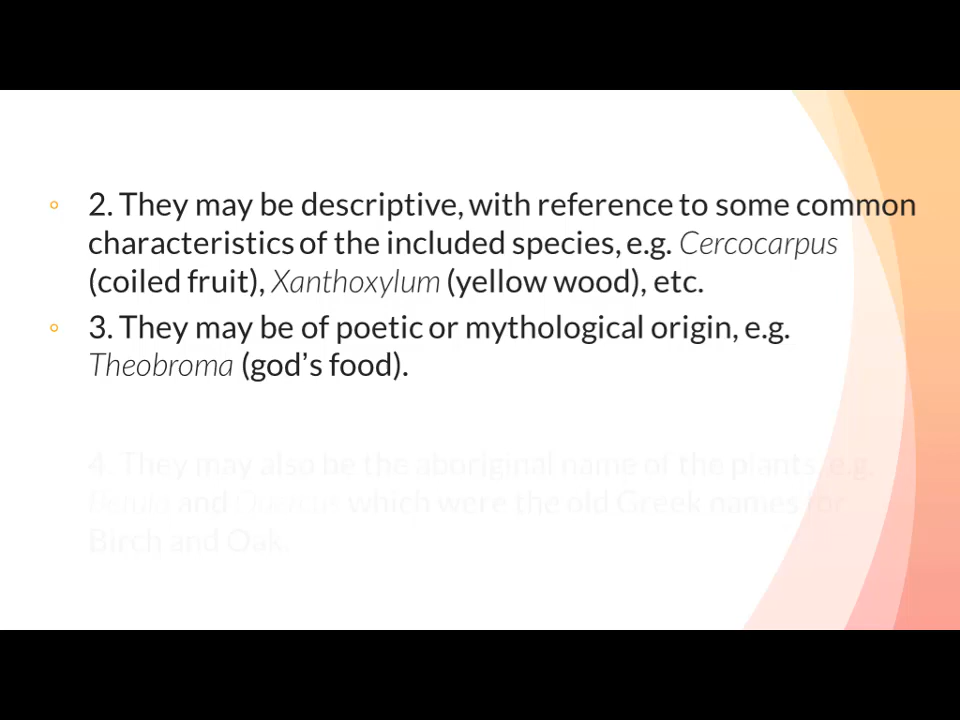 ◦ 2. They may be descriptive, with reference to some common
characteristics of the included species, e.g. Cercocarpus
(coiled fruit), Xanthoxylum (yellow wood), etc.
◦ 3. They may be of poetic or mythological origin, e.g.
Theobroma (god’s food).
4. They may also be the aboriginal name of the plants, e.g.
Betula and Quercus which were the old Greek names for
Birch and Oak.